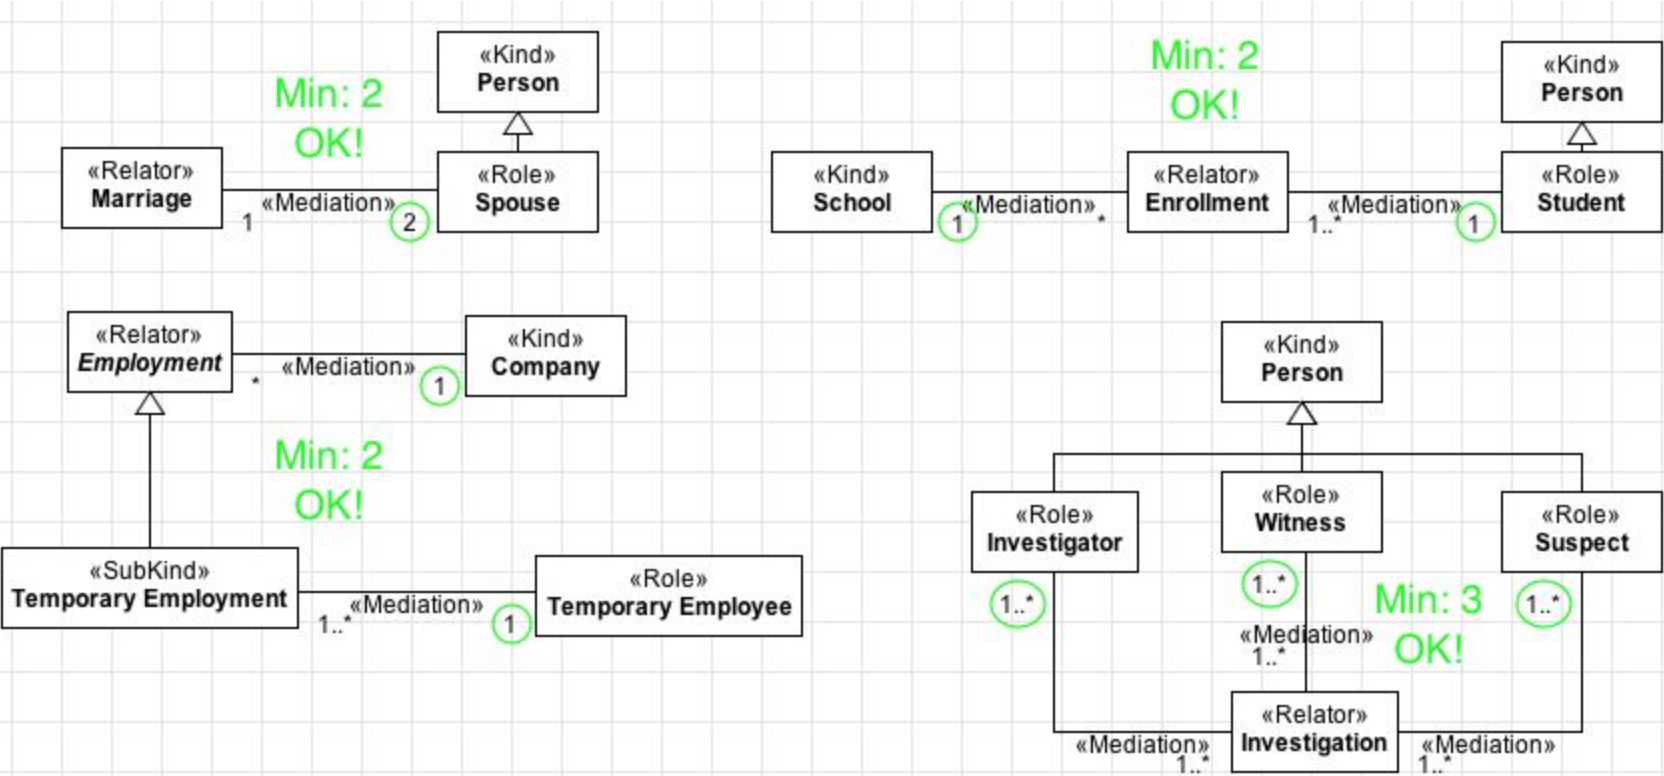 «Kind»
Person
Min: 2
OK!
«Relator»
Marriage
«Role»
Spouse
«Mediation»
1
2
Min: 2
OK!
«Kind»
Person
«Kind»
School
«Relator»
Enrollment
«Role»
Student
«Mediation»
1
*
«Mediation»
1..*
1
«Relator»
Employment
«Kind»
Company
«Mediation»
*
1
Min: 2
OK!
«SubKind»
Temporary Employment
«Role»
Temporary Employee
«Mediation»
1..*
1
«Kind»
Person
«Role»
Investigator
«Role»
Witness
«Role»
Suspect
1..*
1..*
1..*
Min: 3
OK!
«Mediation»
1..*
«Relator»
Investigation
«Mediation»
1..*
«Mediation»
1..*